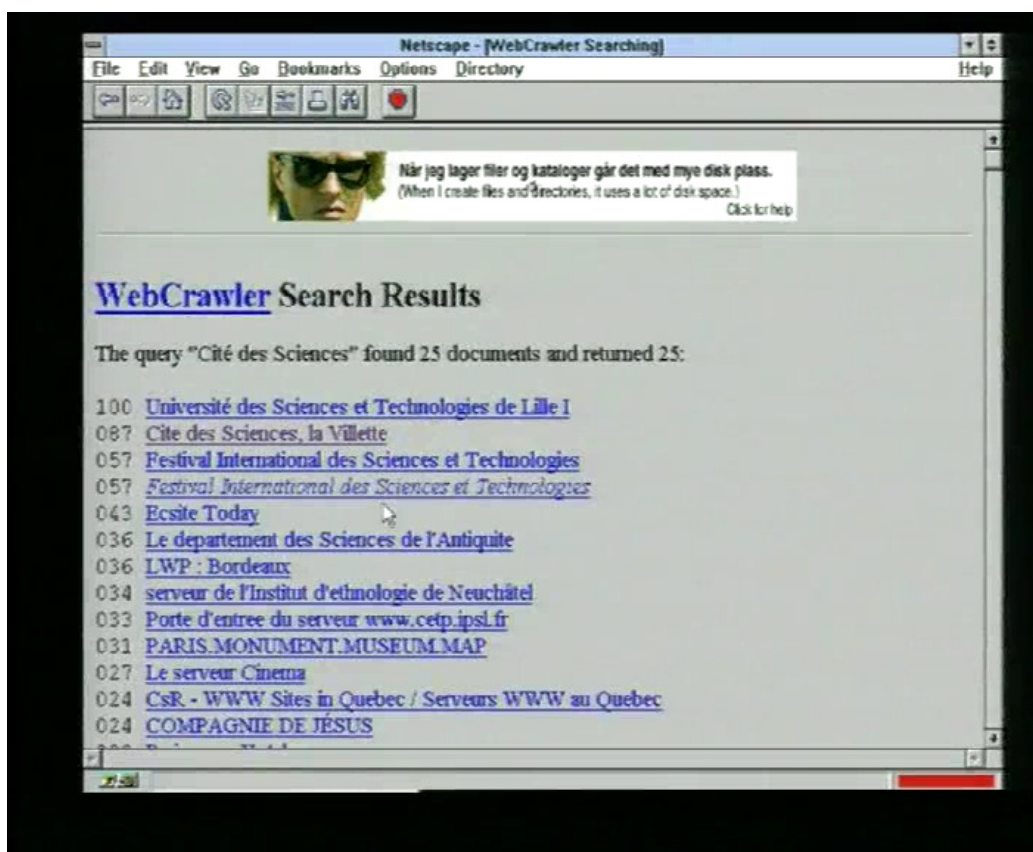 Netscape - [WebCrawler Searching]
File Edit View Go Bookmarks Options Directory Help
Når jeg lager filer og kataloger går det med mye disk plass.
(When I create files and directories, it uses a lot of disk space.)
Click for help
WebCrawler Search Results
The query "Cité des Sciences" found 25 documents and returned 25:
100 Université des Sciences et Technologies de Lille I
087 Cite des Sciences, la Villette
057 Festival International des Sciences et Technologies
057 Festival International des Sciences et Technologies
043 Ecsite Today
036 Le departement des Sciences de l'Antiquite
036 LWP : Bordeaux
034 serveur de l'Institut d'ethnologie de Neuchâtel
033 Porte d'entree du serveur www.cetp.ipsl.fr
031 PARIS.MONUMENT.MUSEUM.MAP
027 Le serveur Cinema
024 CsR - WWW Sites in Quebec / Serveurs WWW au Quebec
024 COMPAGNIE DE JÉSUS